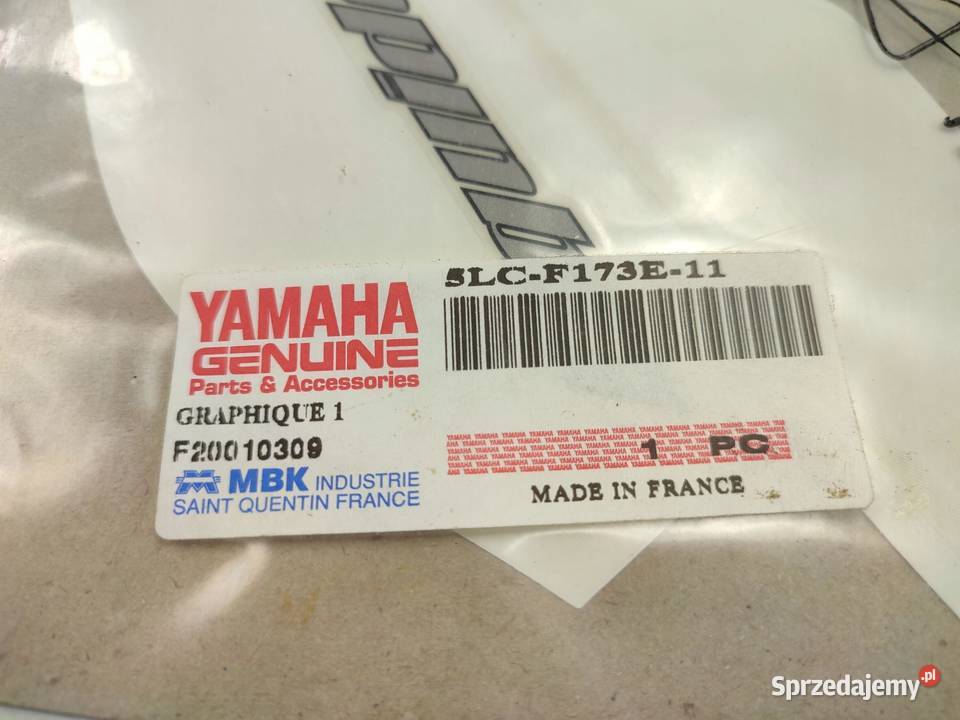 5LC-F173E-11
YAMAHA
GENUINE
Parts & Accessories
GRAPHIQUE 1
F20010309
MBK INDUSTRIE
SAINT QUENTIN FRANCE
1 PC
MADE IN FRANCE
Sprzedajemy.pl